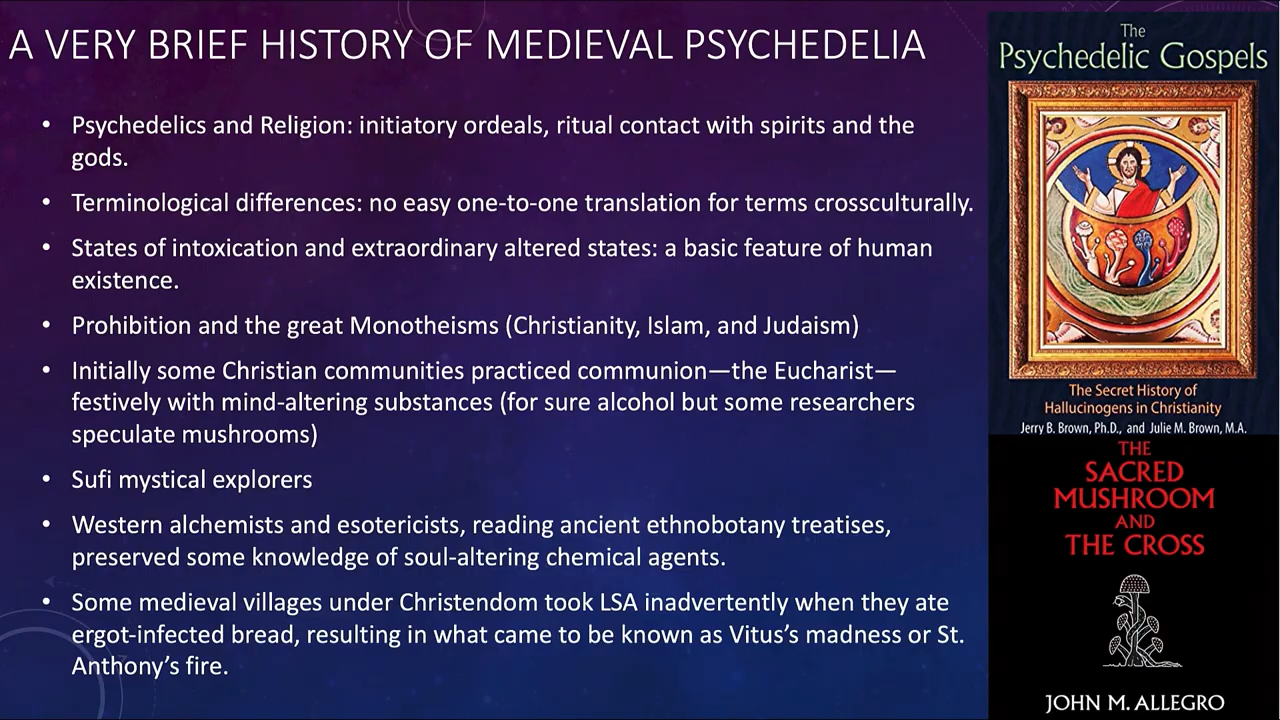 A VERY BRIEF HISTORY OF MEDIEVAL PSYCHEDELIA
• Psychedelics and Religion: initiatory ordeals, ritual contact with spirits and the
gods.
• Terminological differences: no easy one-to-one translation for terms crossculturally.
• States of intoxication and extraordinary altered states: a basic feature of human
existence.
• Prohibition and the great Monotheisms (Christianity, Islam, and Judaism)
• Initially some Christian communities practiced communion—the Eucharist—
festively with mind-altering substances (for sure alcohol but some researchers
speculate mushrooms)
• Sufi mystical explorers
• Western alchemists and esotericists, reading ancient ethnobotany treatises,
preserved some knowledge of soul-altering chemical agents.
• Some medieval villages under Christendom took LSA inadvertently when they ate
ergot-infected bread, resulting in what came to be known as Vitus's madness or St.
Anthony's fire.
The
Psychedelic Gospels
The Secret History of
Hallucinogens in Christianity
Jerry B. Brown, Ph.D., and Julie M. Brown, M.A.
THE
SACRED
MUSHROOM
AND
THE CROSS
JOHN M. ALLEGRO